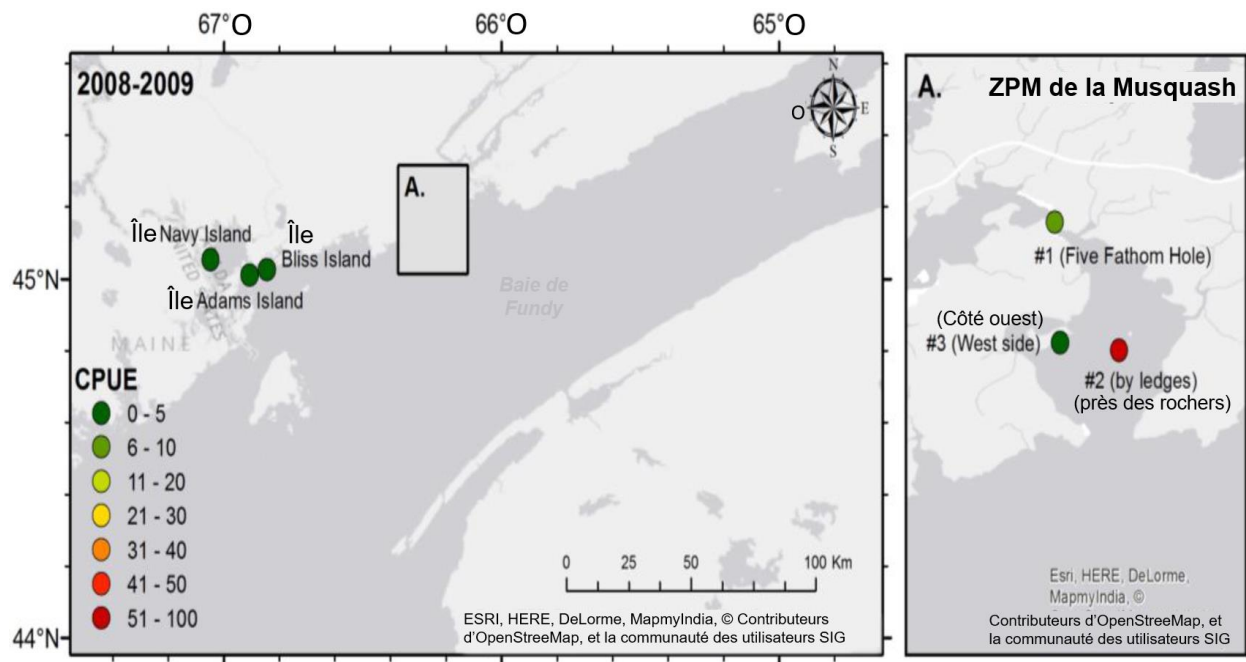 67°O
66°O
65°O
2008-2009
N
O
E
S
A.
Île Navy Island
Île
Bliss Island
Île Adams Island
UNITED STATES
45°N
Baie de
Fundy
MAINE
CPUE
0 - 5
6 - 10
11 - 20
21 - 30
31 - 40
41 - 50
51 - 100
0 25 50 100 Km
ESRI, HERE, DeLorme, MapmyIndia, © Contributeurs
d'OpenStreeMap, et la communauté des utilisateurs SIG
44°N
A. ZPM de la Musquash
#1 (Five Fathom Hole)
(Côté ouest)
#3 (West side)
#2 (by ledges)
(près des rochers)
Esri, HERE, DeLorme,
MapmyIndia, ©
Contributeurs d'OpenStreeMap, et
la communauté des utilisateurs SIG